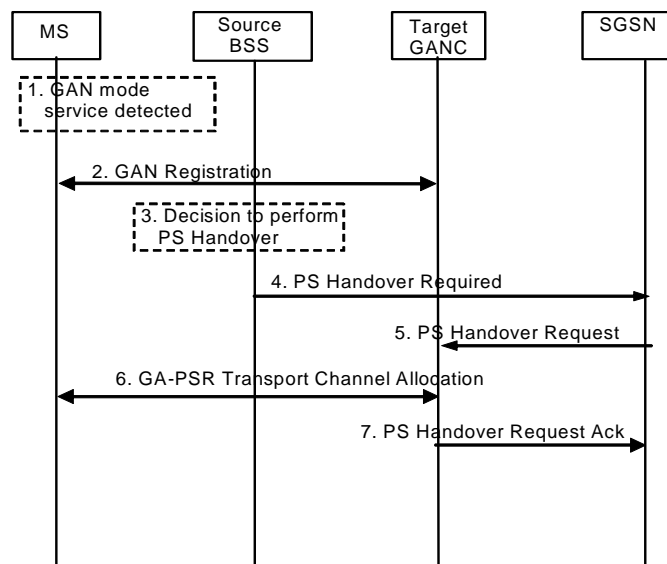 MS
Source
BSS
Target
GANC
SGSN
1. GAN mode
service detected
2. GAN Registration
3. Decision to perform
PS Handover
4. PS Handover Required
5. PS Handover Request
6. GA-PSR Transport Channel Allocation
7. PS Handover Request Ack